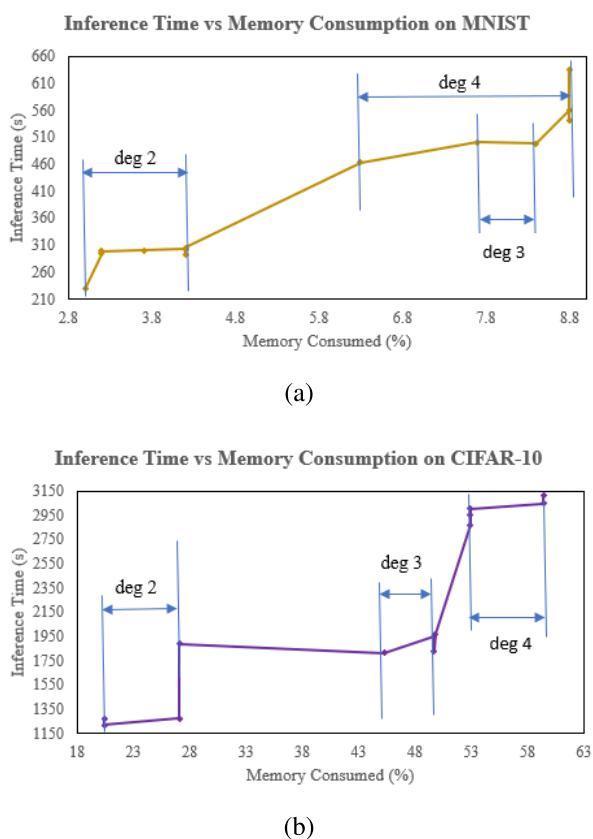 Inference Time vs Memory Consumption on MNIST
660
610
560
510
460
410
360
310
260
210
Inference Time (s)
deg 2
deg 4
deg 3
2.8 3.8 4.8 5.8 6.8 7.8 8.8
Memory Consumed (%)
(a)
Inference Time vs Memory Consumption on CIFAR-10
3150
2950
2750
2550
2350
2150
1950
1750
1550
1350
1150
Inference Time (s)
deg 2
deg 3
deg 4
18 23 28 33 38 43 48 53 58 63
Memory Consumed (%)
(b)